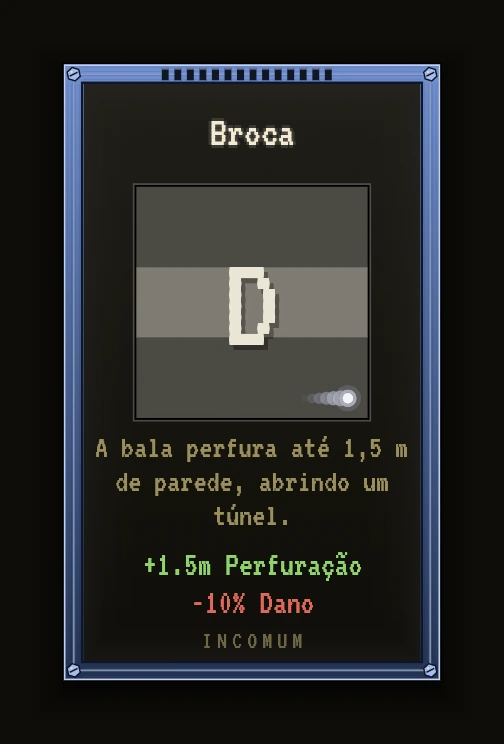 Broca
D
A bala perfura até 1,5 m
de parede, abrindo um
túnel.
+1.5m Perfuração
-10% Dano
INCOMUM